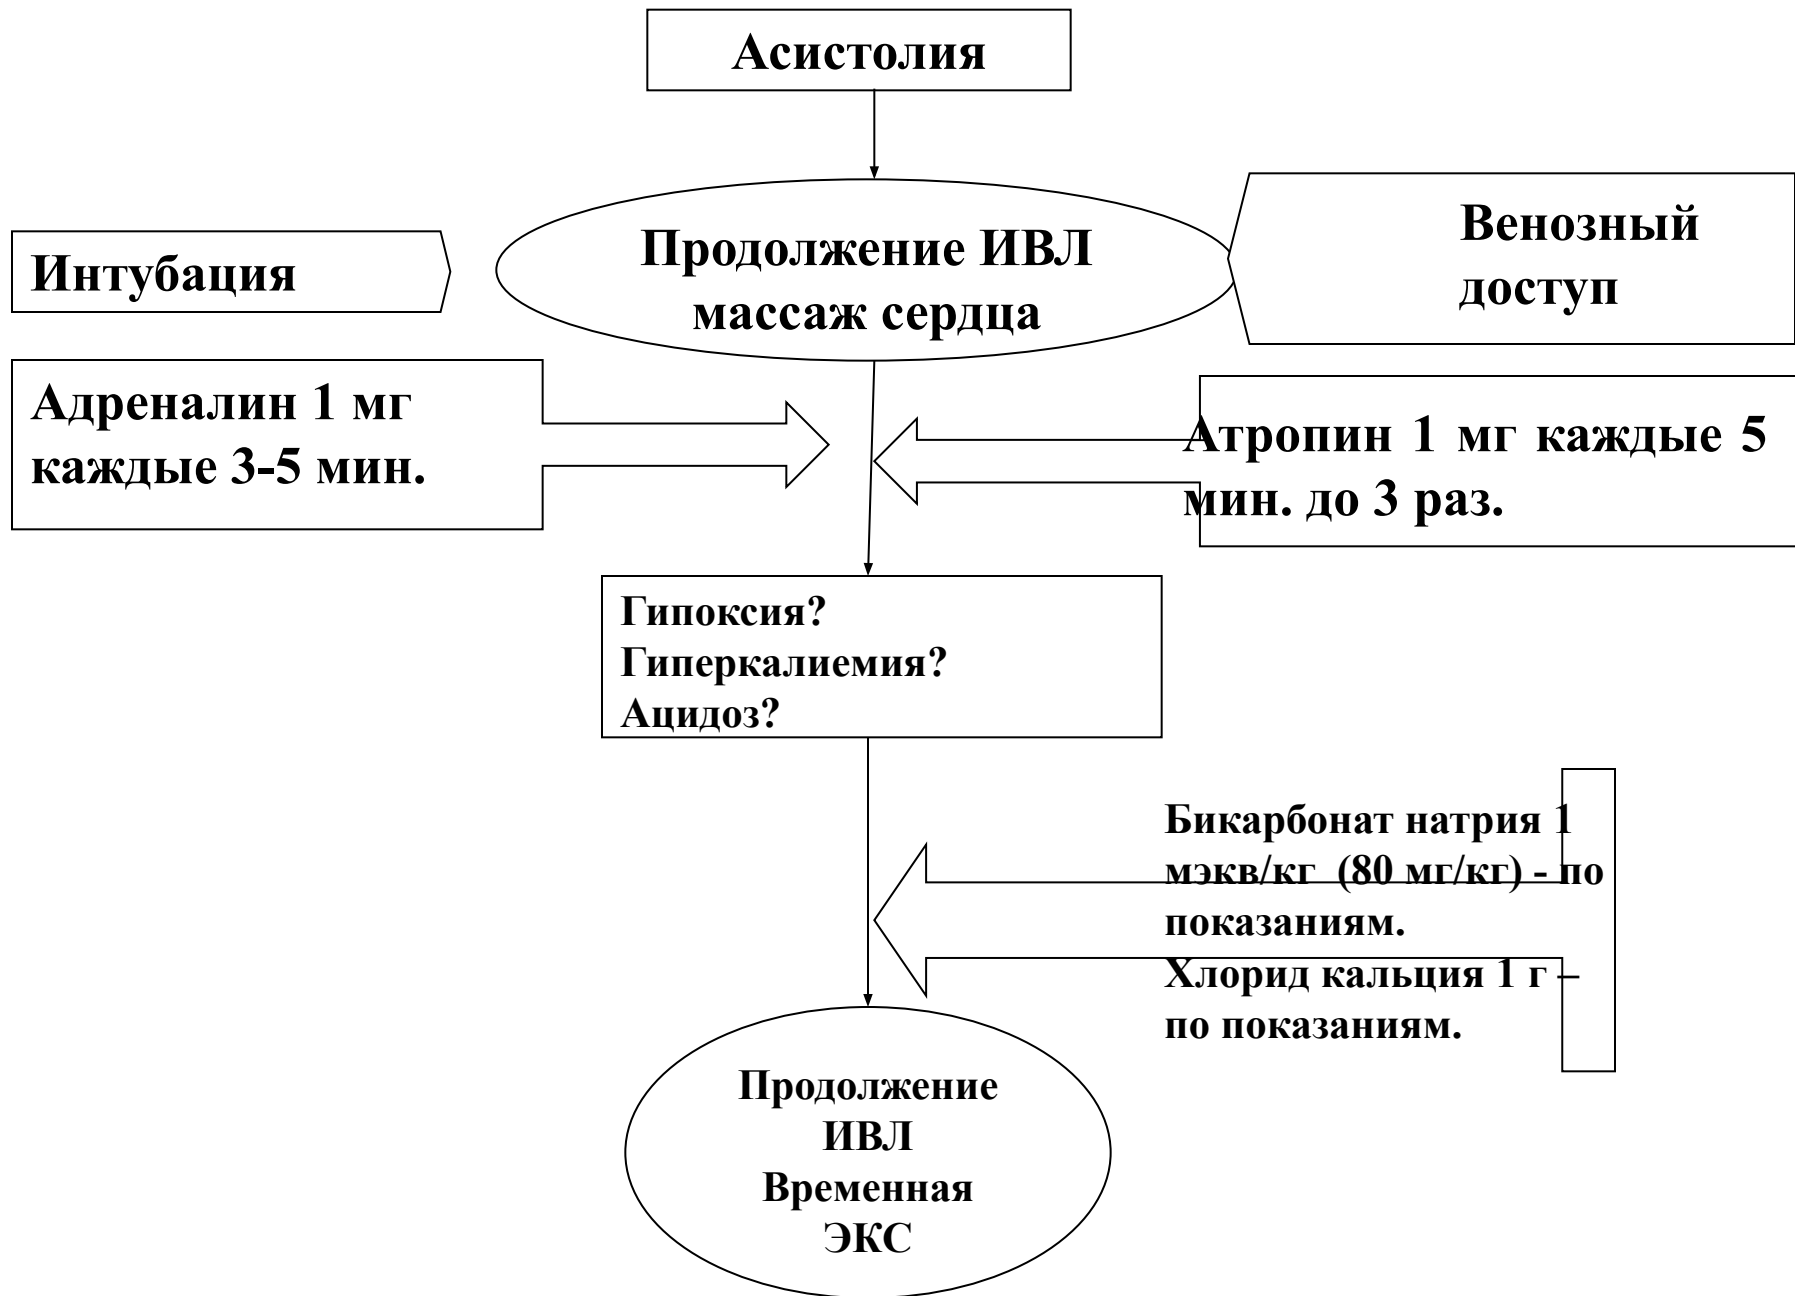 Асистолия
Продолжение ИВЛ
массаж сердца
Интубация
Венозный
доступ
Адреналин 1 мг
каждые 3-5 мин.
Атропин 1 мг каждые 5
мин. до 3 раз.
Гипоксия?
Гиперкалиемия?
Ацидоз?
Бикарбонат натрия 1
мэкв/кг (80 мг/кг) - по
показаниям.
Хлорид кальция 1 г –
по показаниям.
Продолжение
ИВЛ
Временная
ЭКС